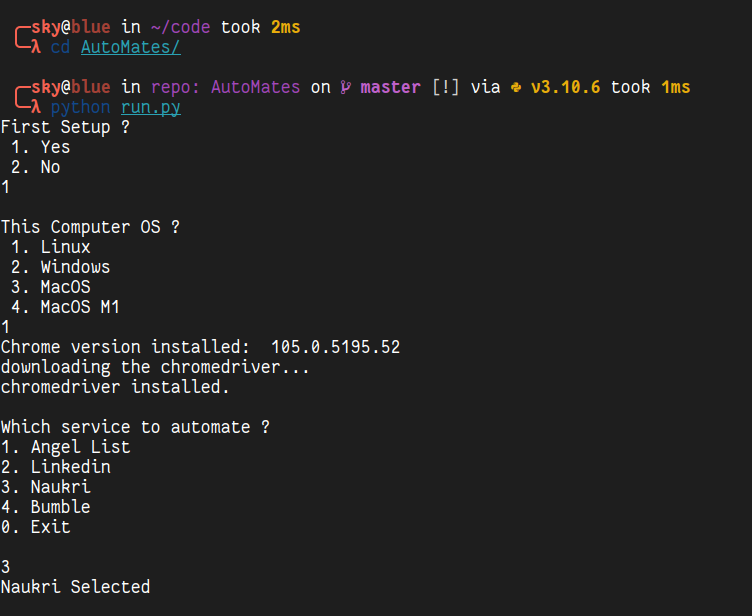 sky@blue in ~/code took 2ms
λ cd AutoMates/
sky@blue in repo: AutoMates on master [!] via v3.10.6 took 1ms
λ python run.py
First Setup ?
1. Yes
2. No
1
This Computer OS ?
1. Linux
2. Windows
3. MacOS
4. MacOS M1
1
Chrome version installed:  105.0.5195.52
downloading the chromedriver...
chromedriver installed.
Which service to automate ?
1. Angel List
2. Linkedin
3. Naukri
4. Bumble
0. Exit
3
Naukri Selected